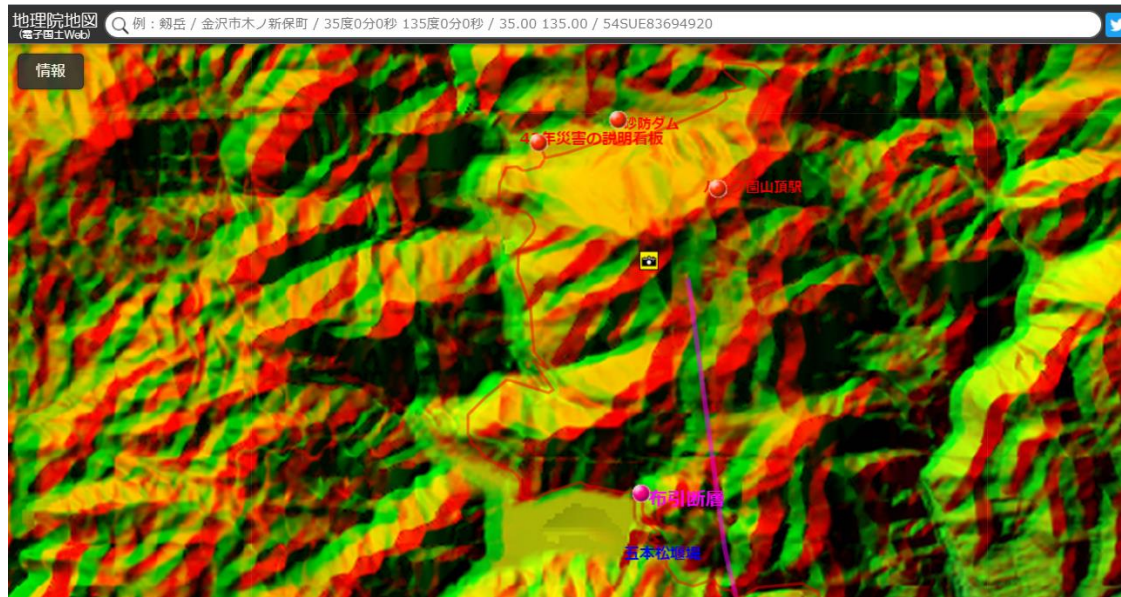 地理院地図
(電子国土Web)
例：剱岳 / 金沢市木ノ新保町 / 35度0分0秒 135度0分0秒 / 35.00 135.00 / 54SUE83694920
情報
砂防ダム
年災害の説明看板
園山頂駅
布引断層
五本松堰堤